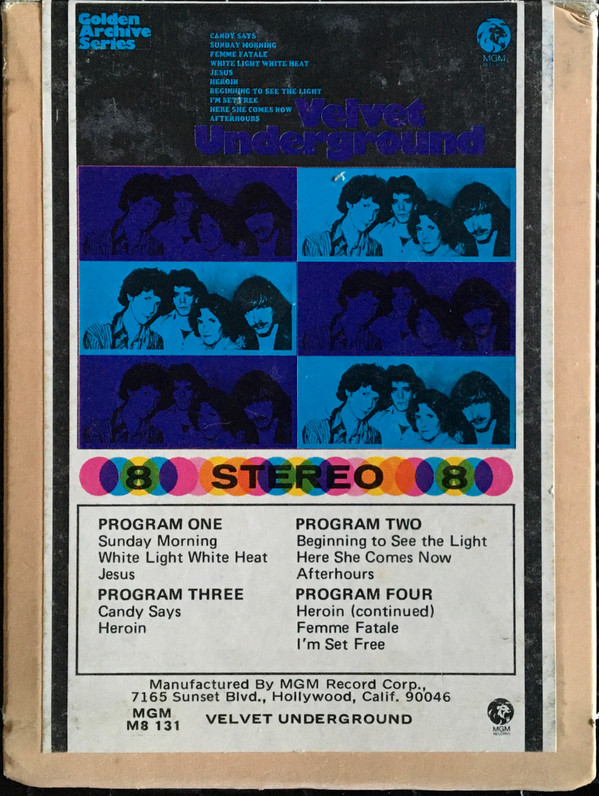 Golden
Archive
Series
MGM
RECORDS
CANDY SAYS
SUNDAY MORNING
FEMME FATALE
WHITE LIGHT WHITE HEAT
JESUS
HEROIN
BEGINNING TO SEE THE LIGHT
I'M SET FREE
HERE SHE COMES NOW
AFTERHOURS
Velvet
Underground
8 STEREO 8
PROGRAM ONE
Sunday Morning
White Light White Heat
Jesus
PROGRAM TWO
Beginning to See the Light
Here She Comes Now
Afterhours
PROGRAM THREE
Candy Says
Heroin
PROGRAM FOUR
Heroin (continued)
Femme Fatale
I'm Set Free
Manufactured By MGM Record Corp.,
7165 Sunset Blvd., Hollywood, Calif. 90046
MGM
M8 131
VELVET UNDERGROUND
MGM
RECORDS